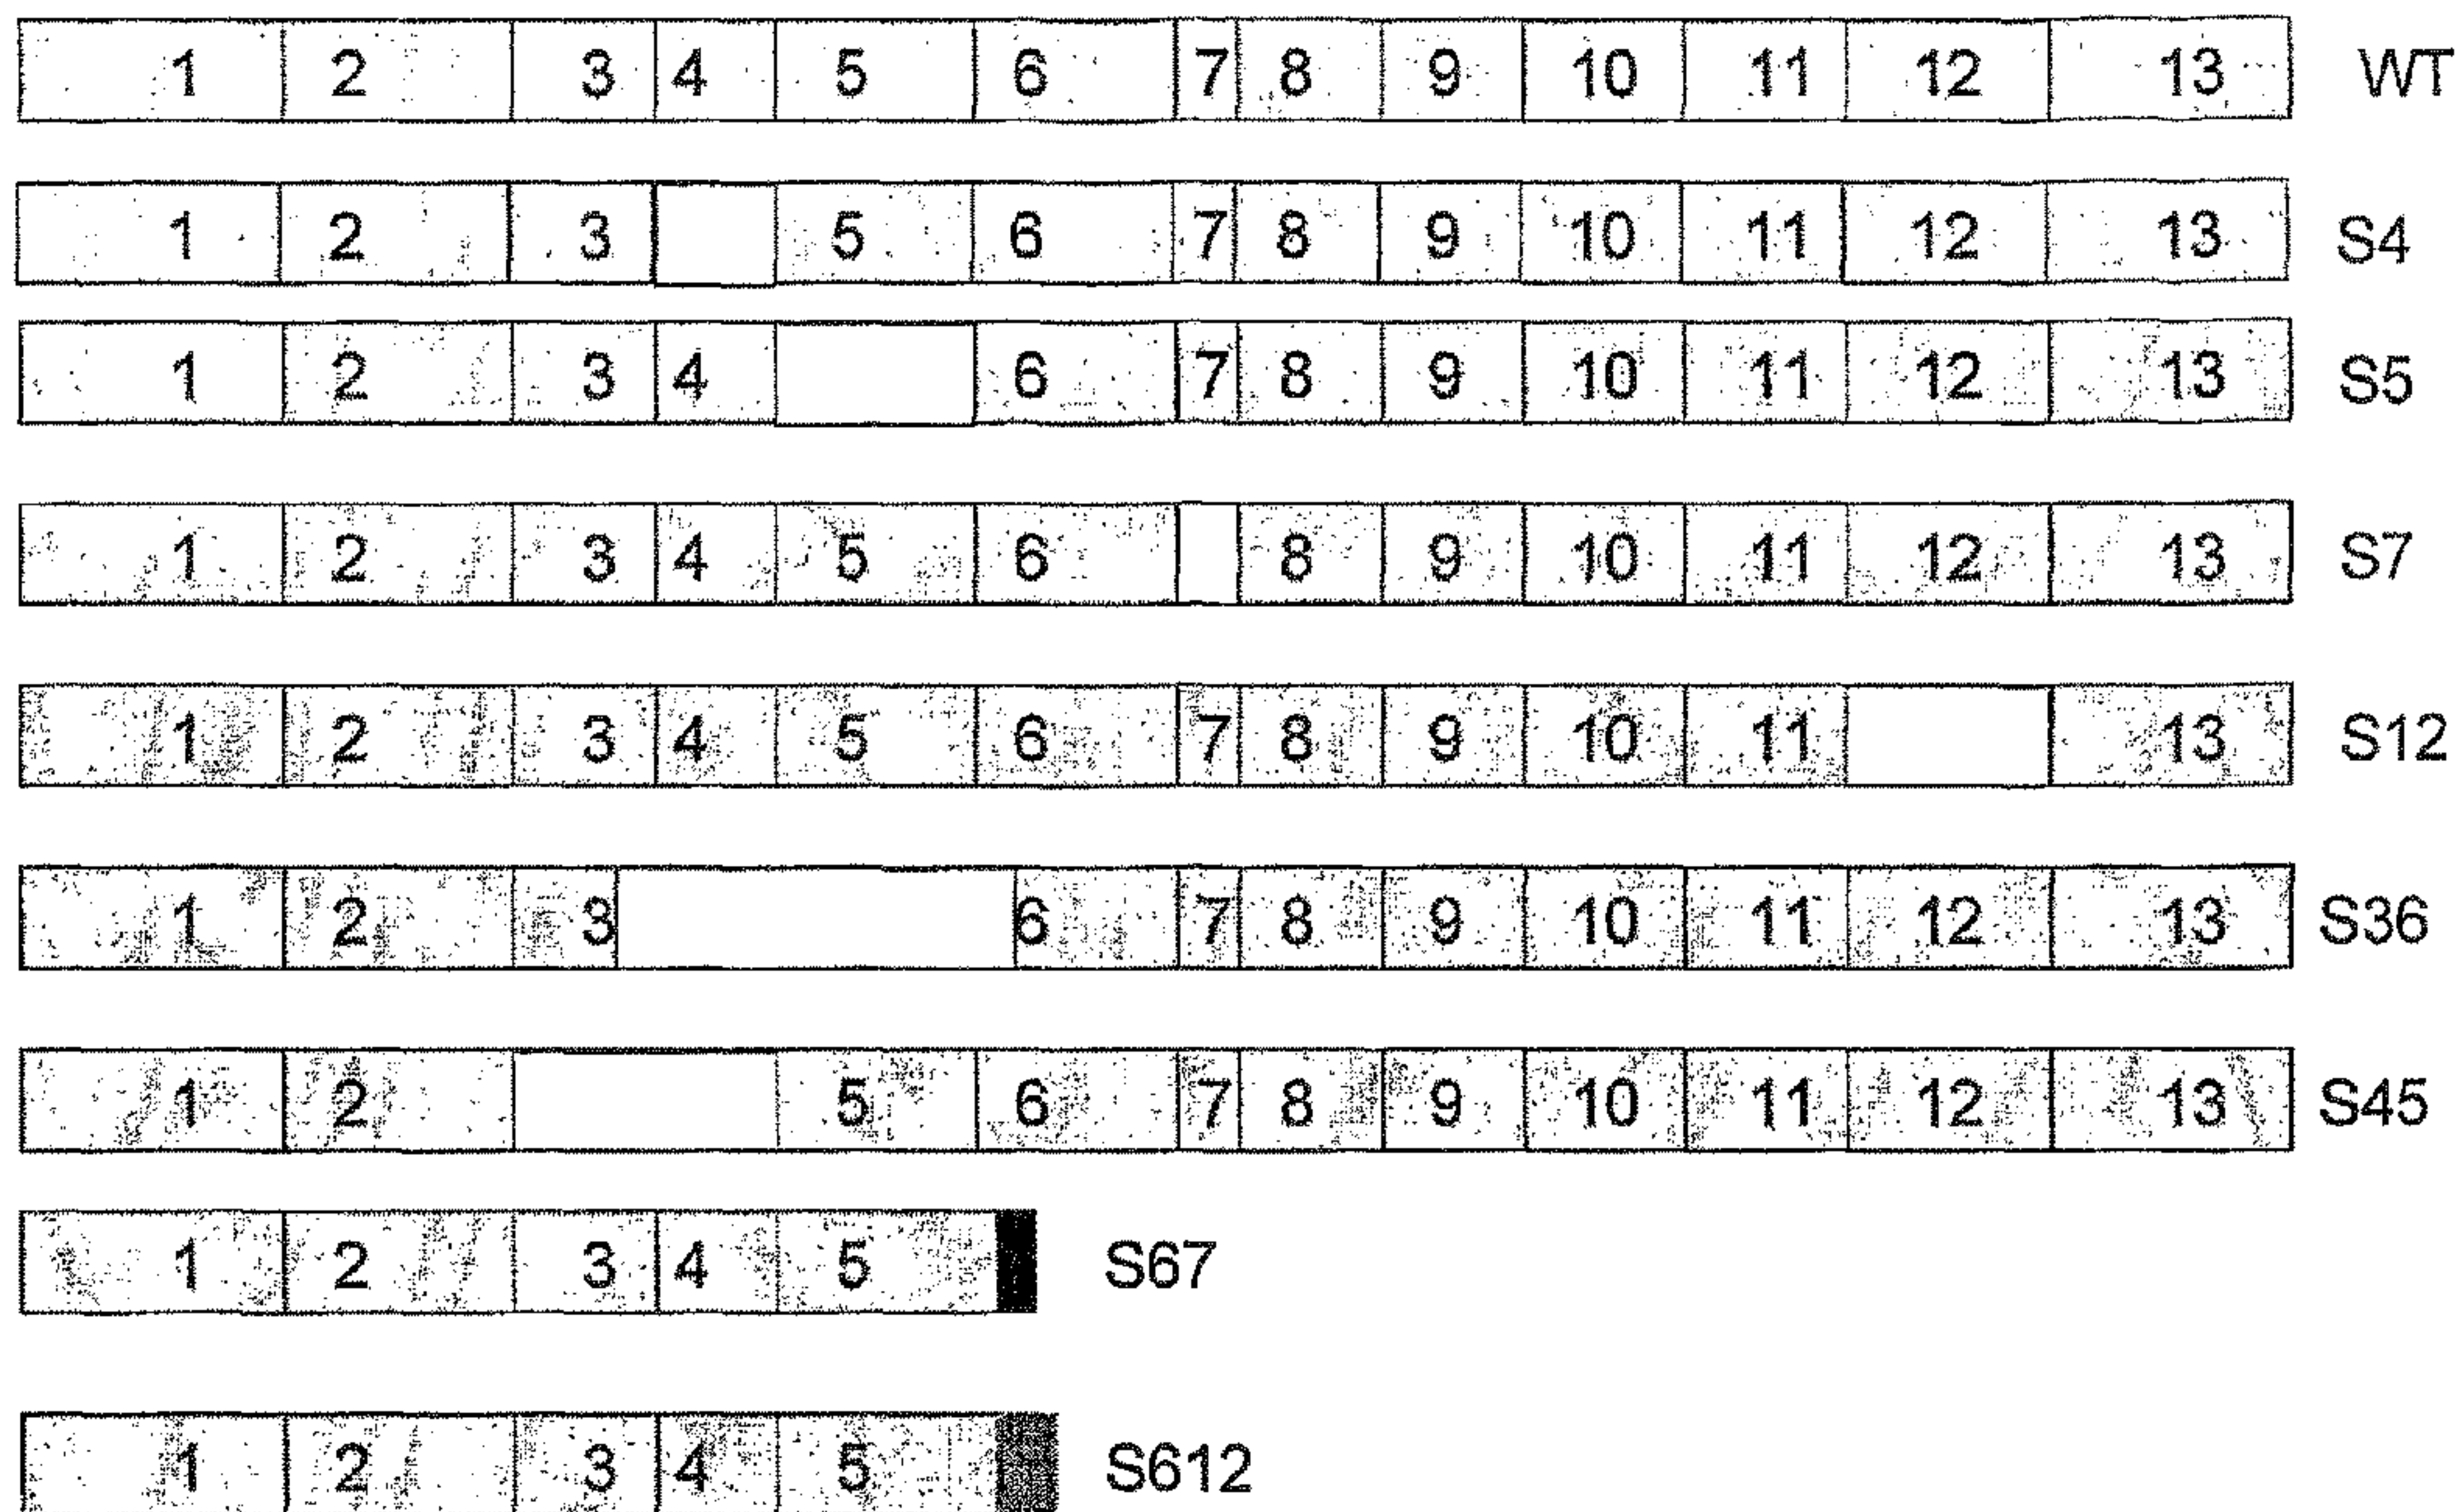 1 2 3 4 5 6 7 8 9 10 11 12 13 WT
1 2 3 5 6 7 8 9 10 11 12 13 S4
1 2 3 4 6 7 8 9 10 11 12 13 S5
1 2 3 4 5 6 8 9 10 11 12 13 S7
1 2 3 4 5 6 7 8 9 10 11 13 S12
1 2 3 6 7 8 9 10 11 12 13 S36
1 2 5 6 7 8 9 10 11 12 13 S45
1 2 3 4 5 S67
1 2 3 4 5 S612